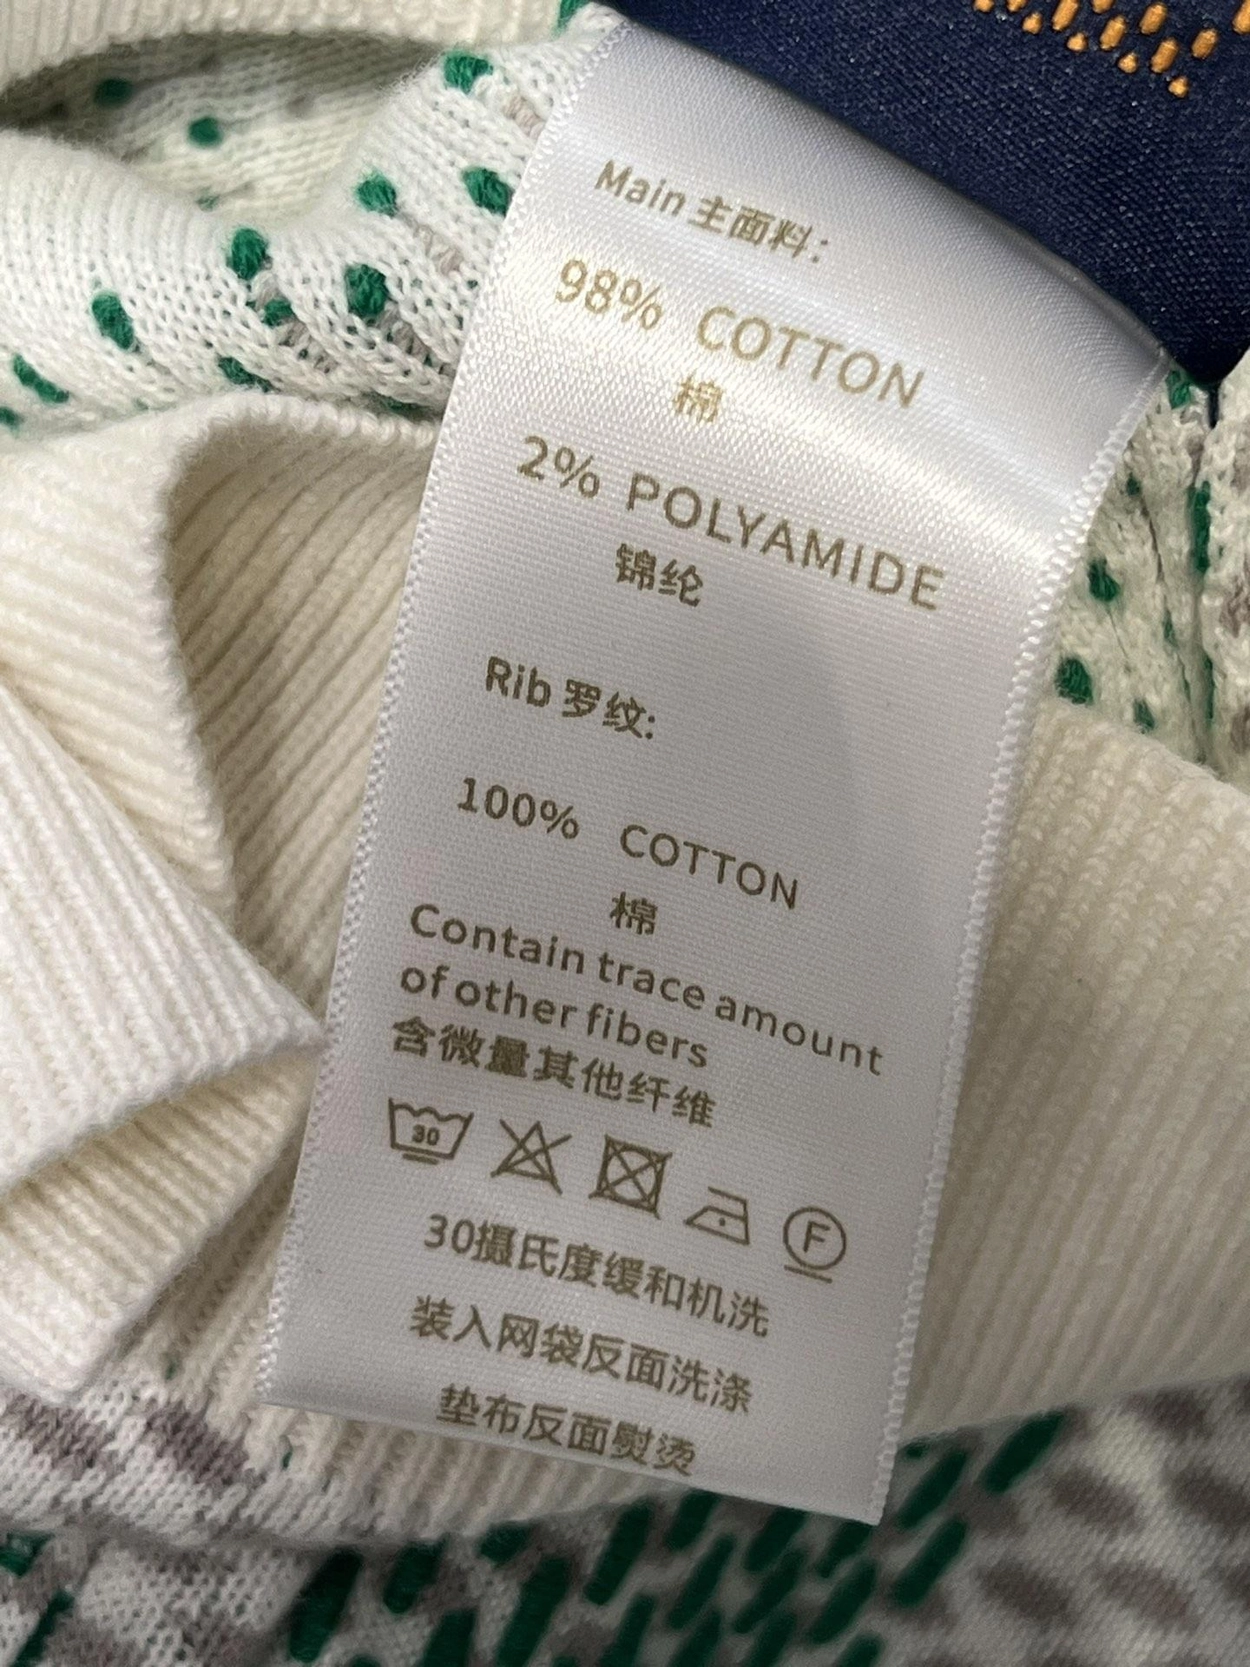 Main 主面料:
98% COTTON
棉
2% POLYAMIDE
锦纶
Rib 罗纹:
100% COTTON
棉
Contain trace amount
of other fibers
含微量其他纤维
30
F
30摄氏度缓和机洗
装入网袋反面洗涤
垫布反面熨烫